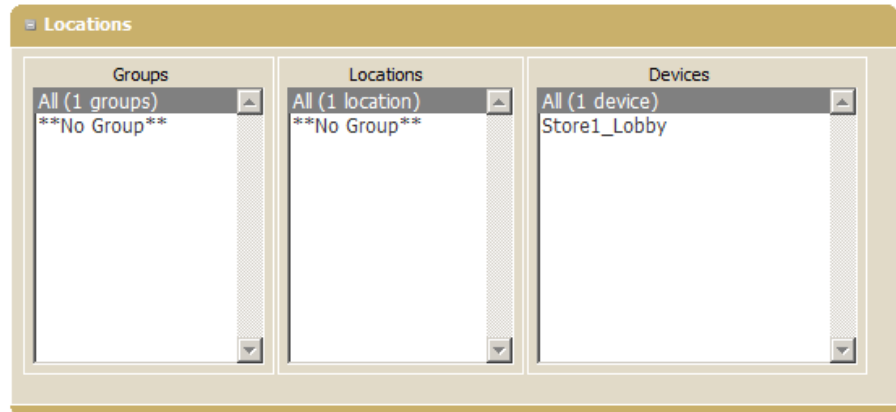 Locations
Groups
All (1 groups)
**No Group**
Locations
All (1 location)
**No Group**
Devices
All (1 device)
Store1_Lobby